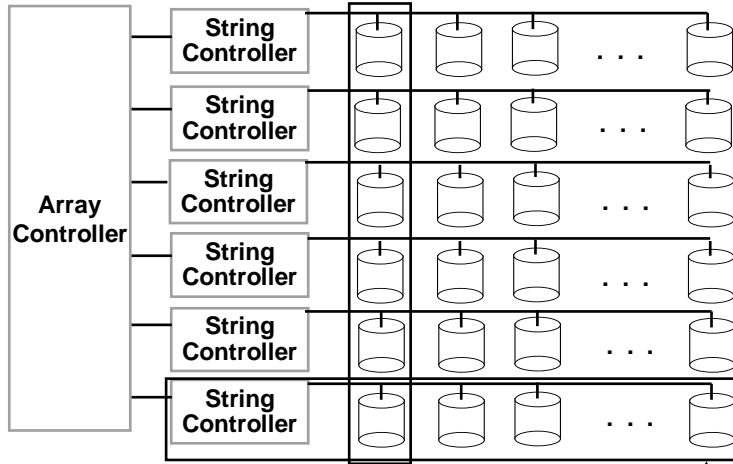 String
Controller
. . .
String
Controller
. . .
String
Controller
. . .
Array
Controller
String
Controller
. . .
String
Controller
. . .
String
Controller
. . .